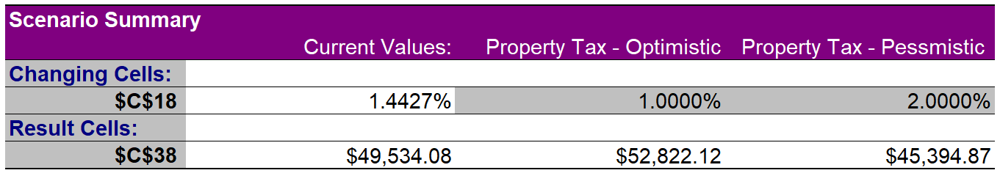 Scenario Summary
Current Values: Property Tax - Optimistic Property Tax - Pessmistic
Changing Cells:
$C$18 1.4427% 1.0000% 2.0000%
Result Cells:
$C$38 $49,534.08 $52,822.12 $45,394.87